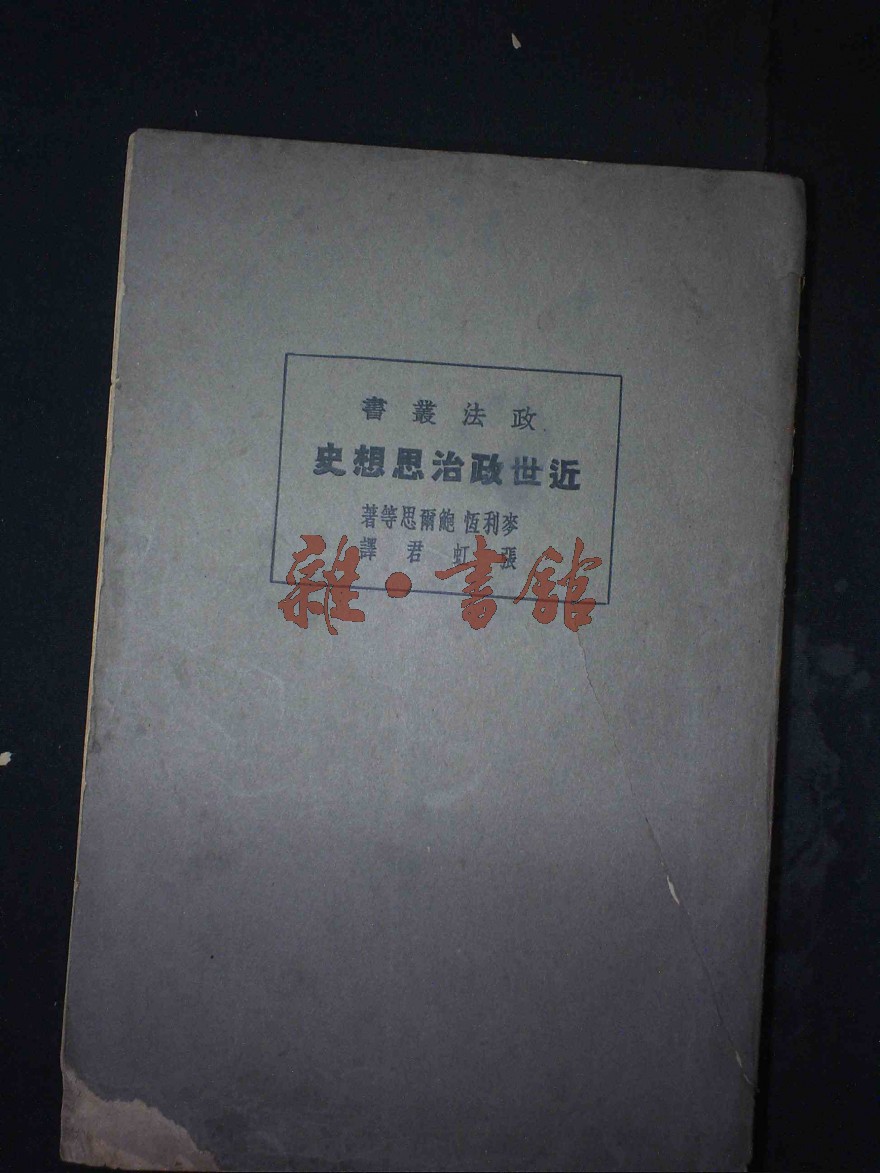 政法叢書
近世政治思想史
麥利恆 鮑爾思等著
張虹君譯
雜·書館